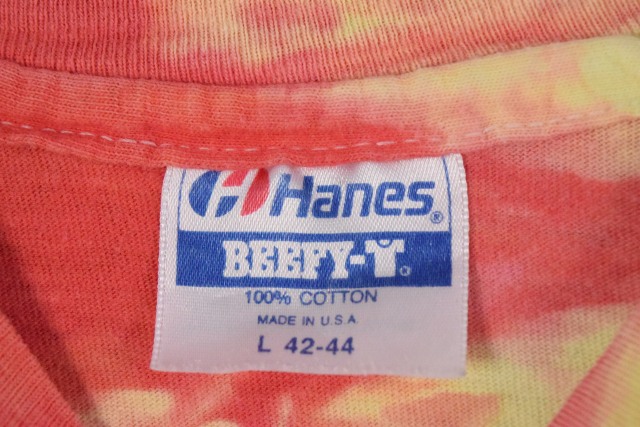 Hanes®
BEEFY-T®
100% COTTON
MADE IN U.S.A
L 42-44